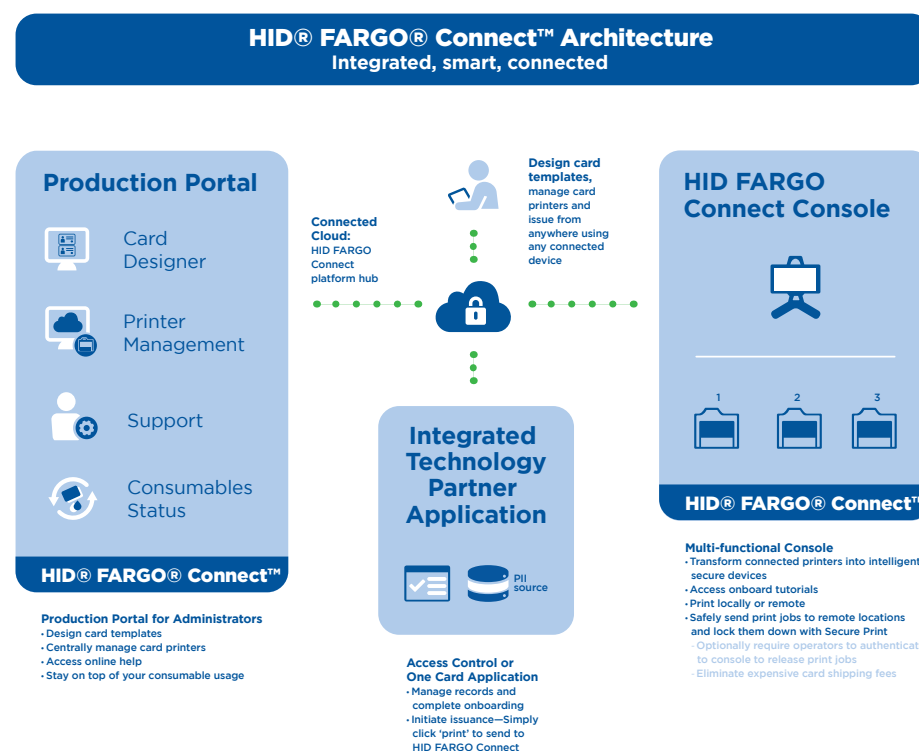 HID® FARGO® Connect™ Architecture
Integrated, smart, connected
Production Portal
Card
Designer
Printer
Management
Support
Consumables
Status
HID® FARGO® Connect™
Production Portal for Administrators
• Design card templates
• Centrally manage card printers
• Access online help
• Stay on top of your consumable usage
Connected
Cloud:
HID FARGO
Connect
platform hub
Design card
templates,
manage card
printers and
issue from
anywhere using
any connected
device
Integrated
Technology
Partner
Application
PII
source
Access Control or
One Card Application
• Manage records and
complete onboarding
• Initiate issuance—Simply
click ‘print’ to send to
HID FARGO Connect
HID FARGO
Connect Console
1
2
3
HID® FARGO® Connect™
Multi-functional Console
• Transform connected printers into intelligent
secure devices
• Access onboard tutorials
• Print locally or remote
• Safely send print jobs to remote locations
and lock them down with Secure Print
- Optionally require operators to authenticat
to console to release print jobs
- Eliminate expensive card shipping fees